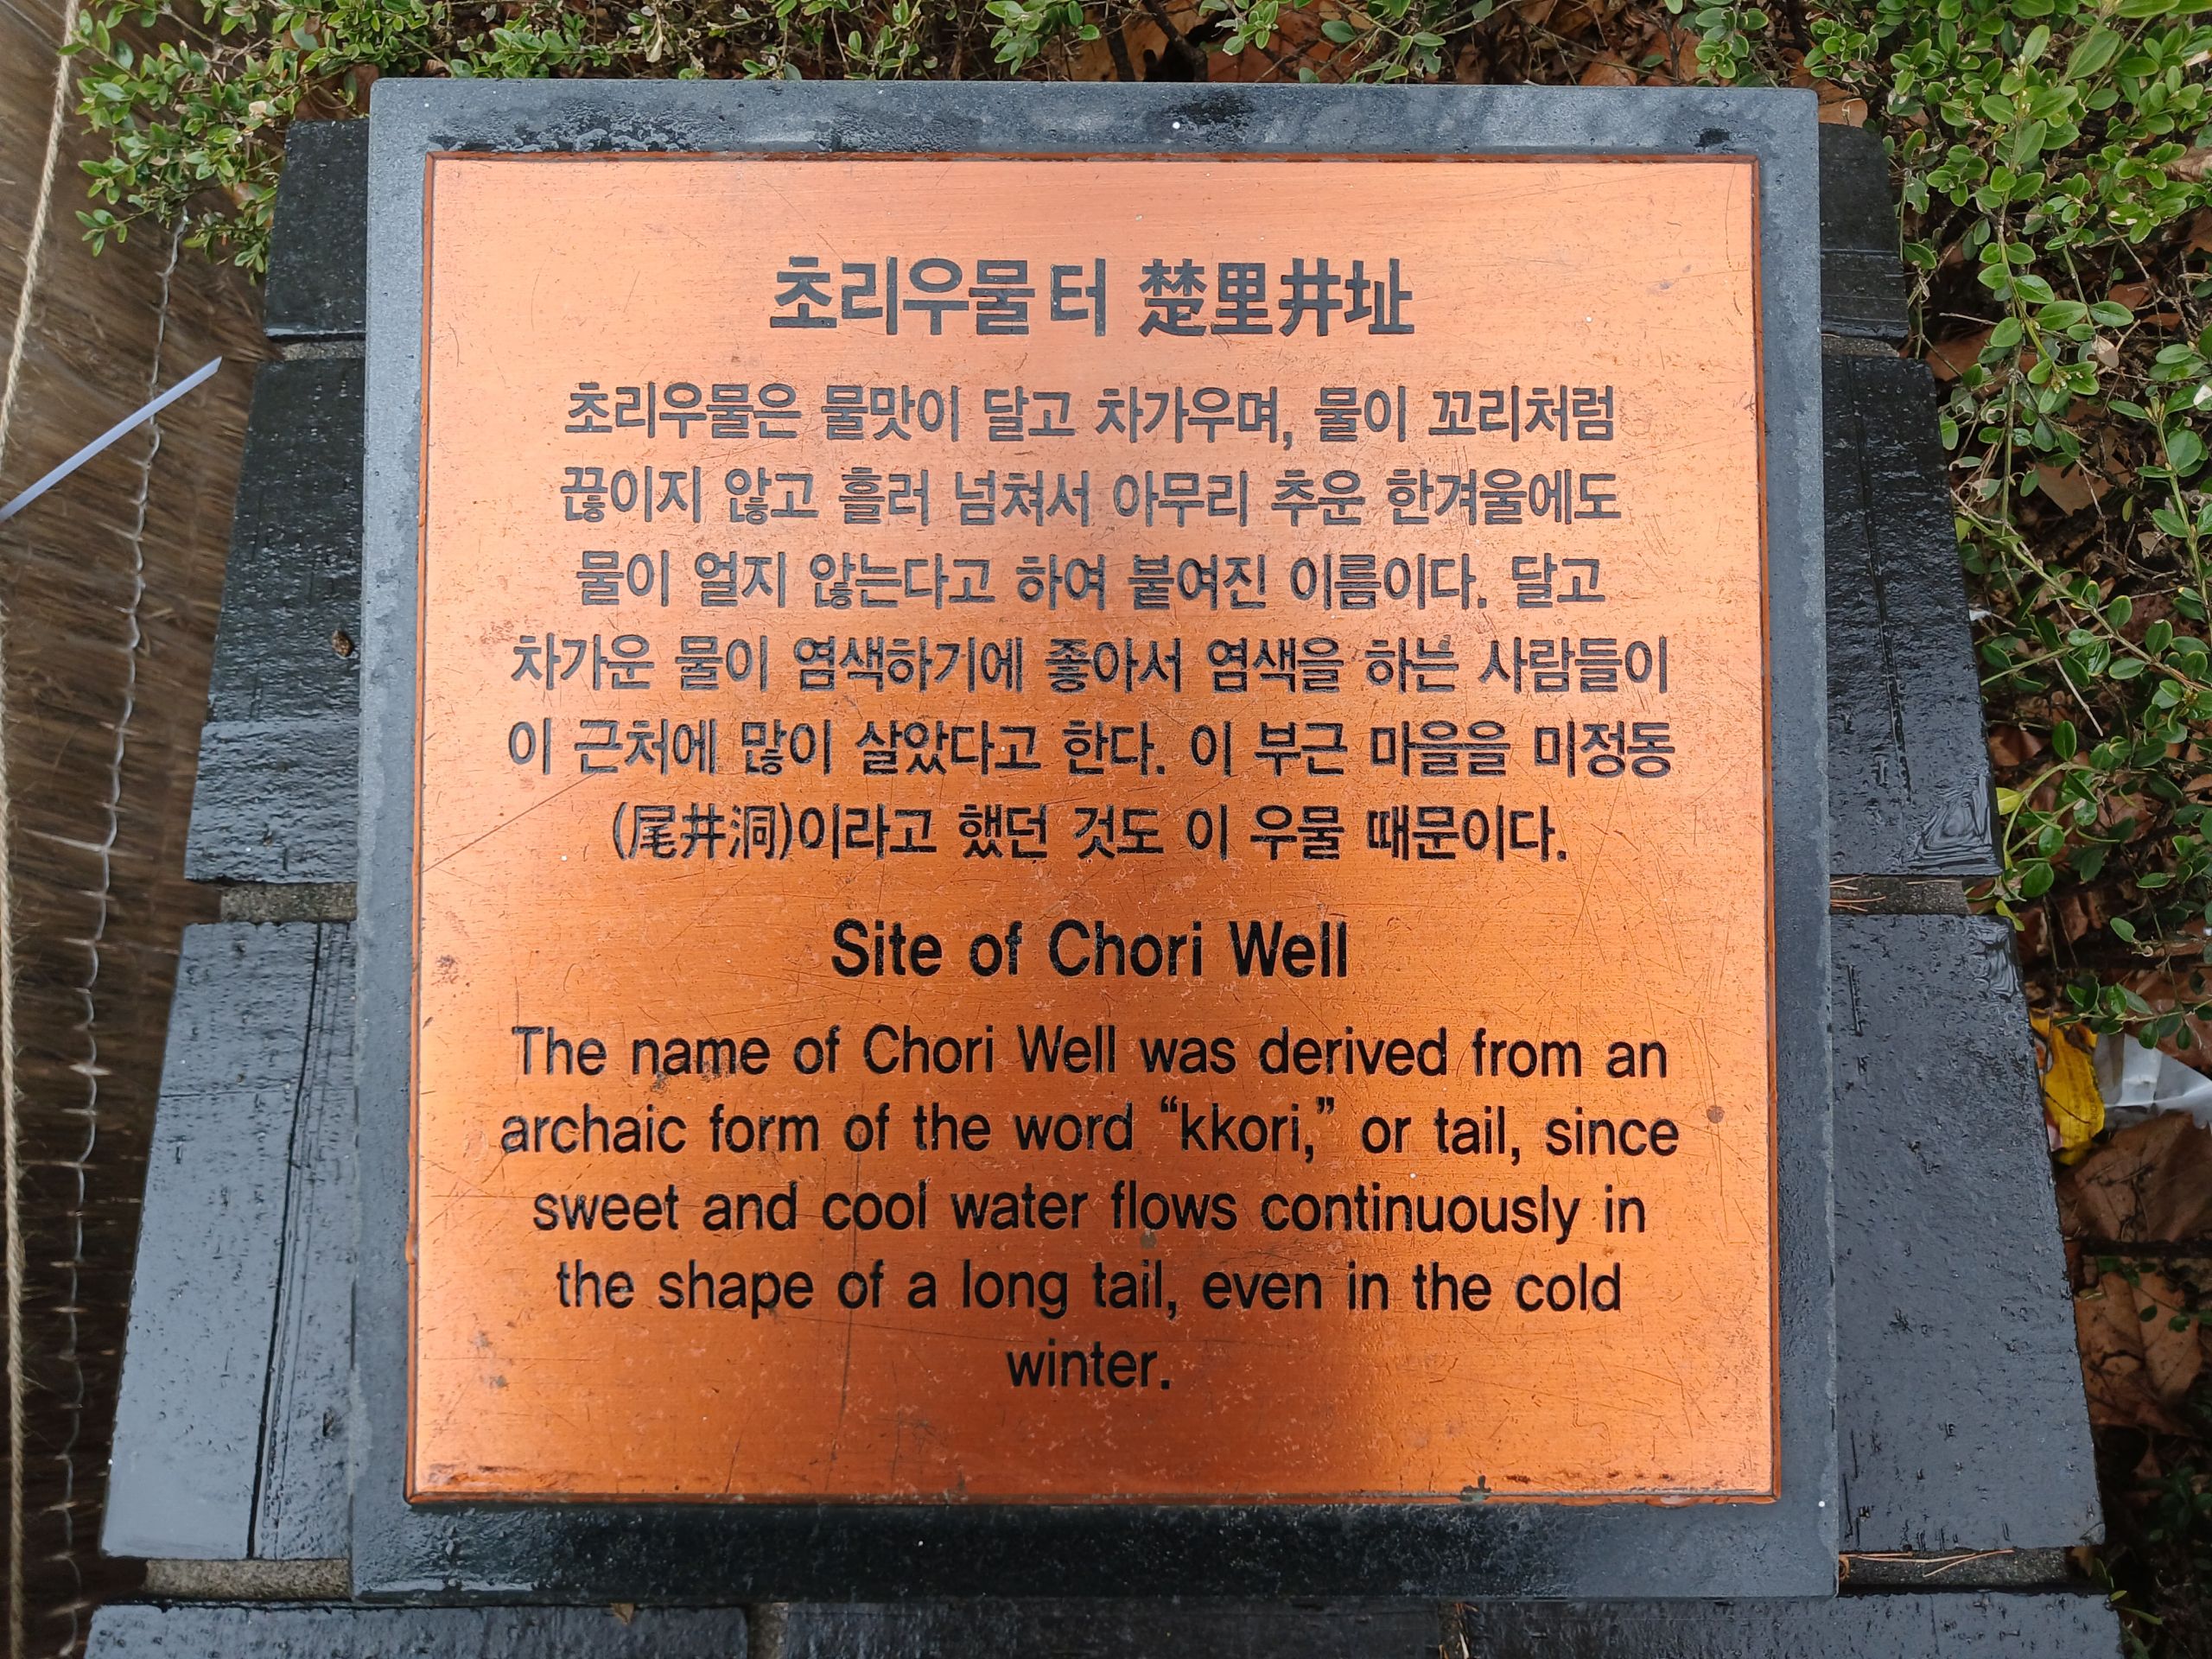 초리우물터 楚里井址
초리우물은 물맛이 달고 차가우며, 물이 꼬리처럼
끊이지 않고 흘러 넘쳐서 아무리 추운 한겨울에도
물이 얼지 않는다고 하여 붙여진 이름이다. 달고
차가운 물이 염색하기에 좋아서 염색을 하는 사람들이
이 근처에 많이 살았다고 한다. 이 부근 마을을 미정동
(尾井洞)이라고 했던 것도 이 우물 때문이다.
Site of Chori Well
The name of Chori Well was derived from an
archaic form of the word “kkori,” or tail, since
sweet and cool water flows continuously in
the shape of a long tail, even in the cold
winter.